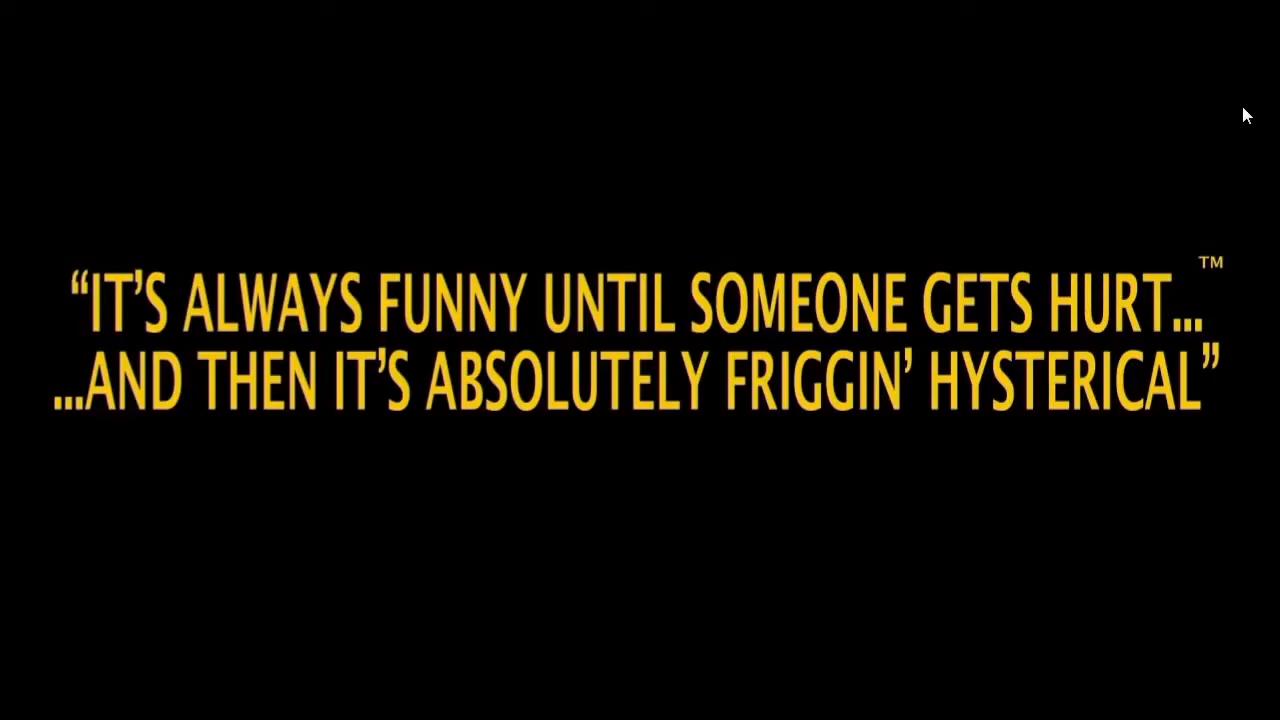 “IT’S ALWAYS FUNNY UNTIL SOMEONE GETS HURT...™
...AND THEN IT’S ABSOLUTELY FRIGGIN’ HYSTERICAL”